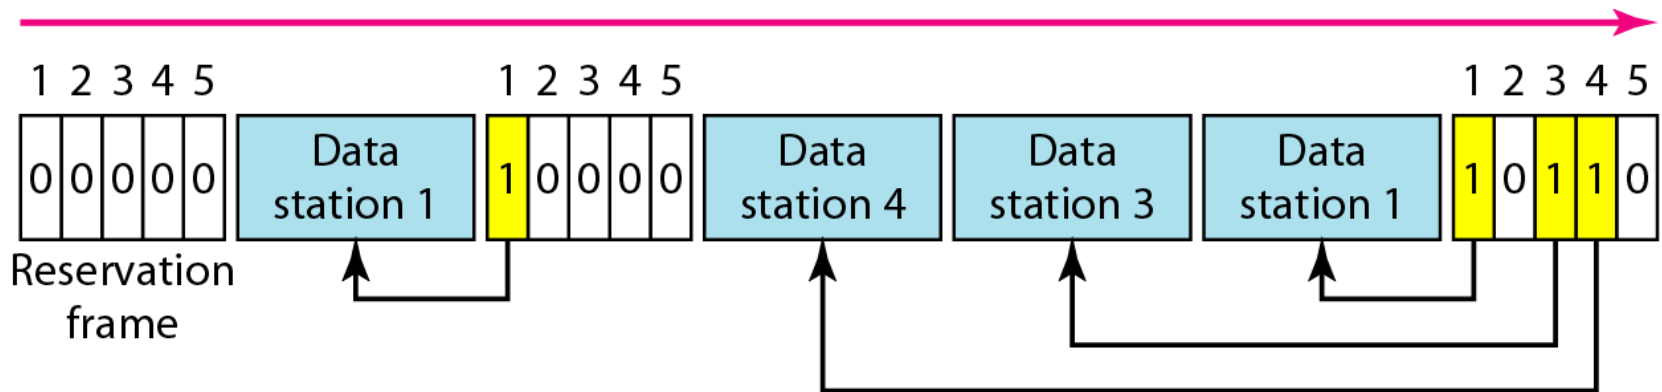 1 2 3 4 5 1 2 3 4 5 1 2 3 4 5
0 0 0 0 0 Data station 1 1 0 0 0 0 Data station 4 Data station 3 Data station 1 1 0 1 1 0
Reservation
frame